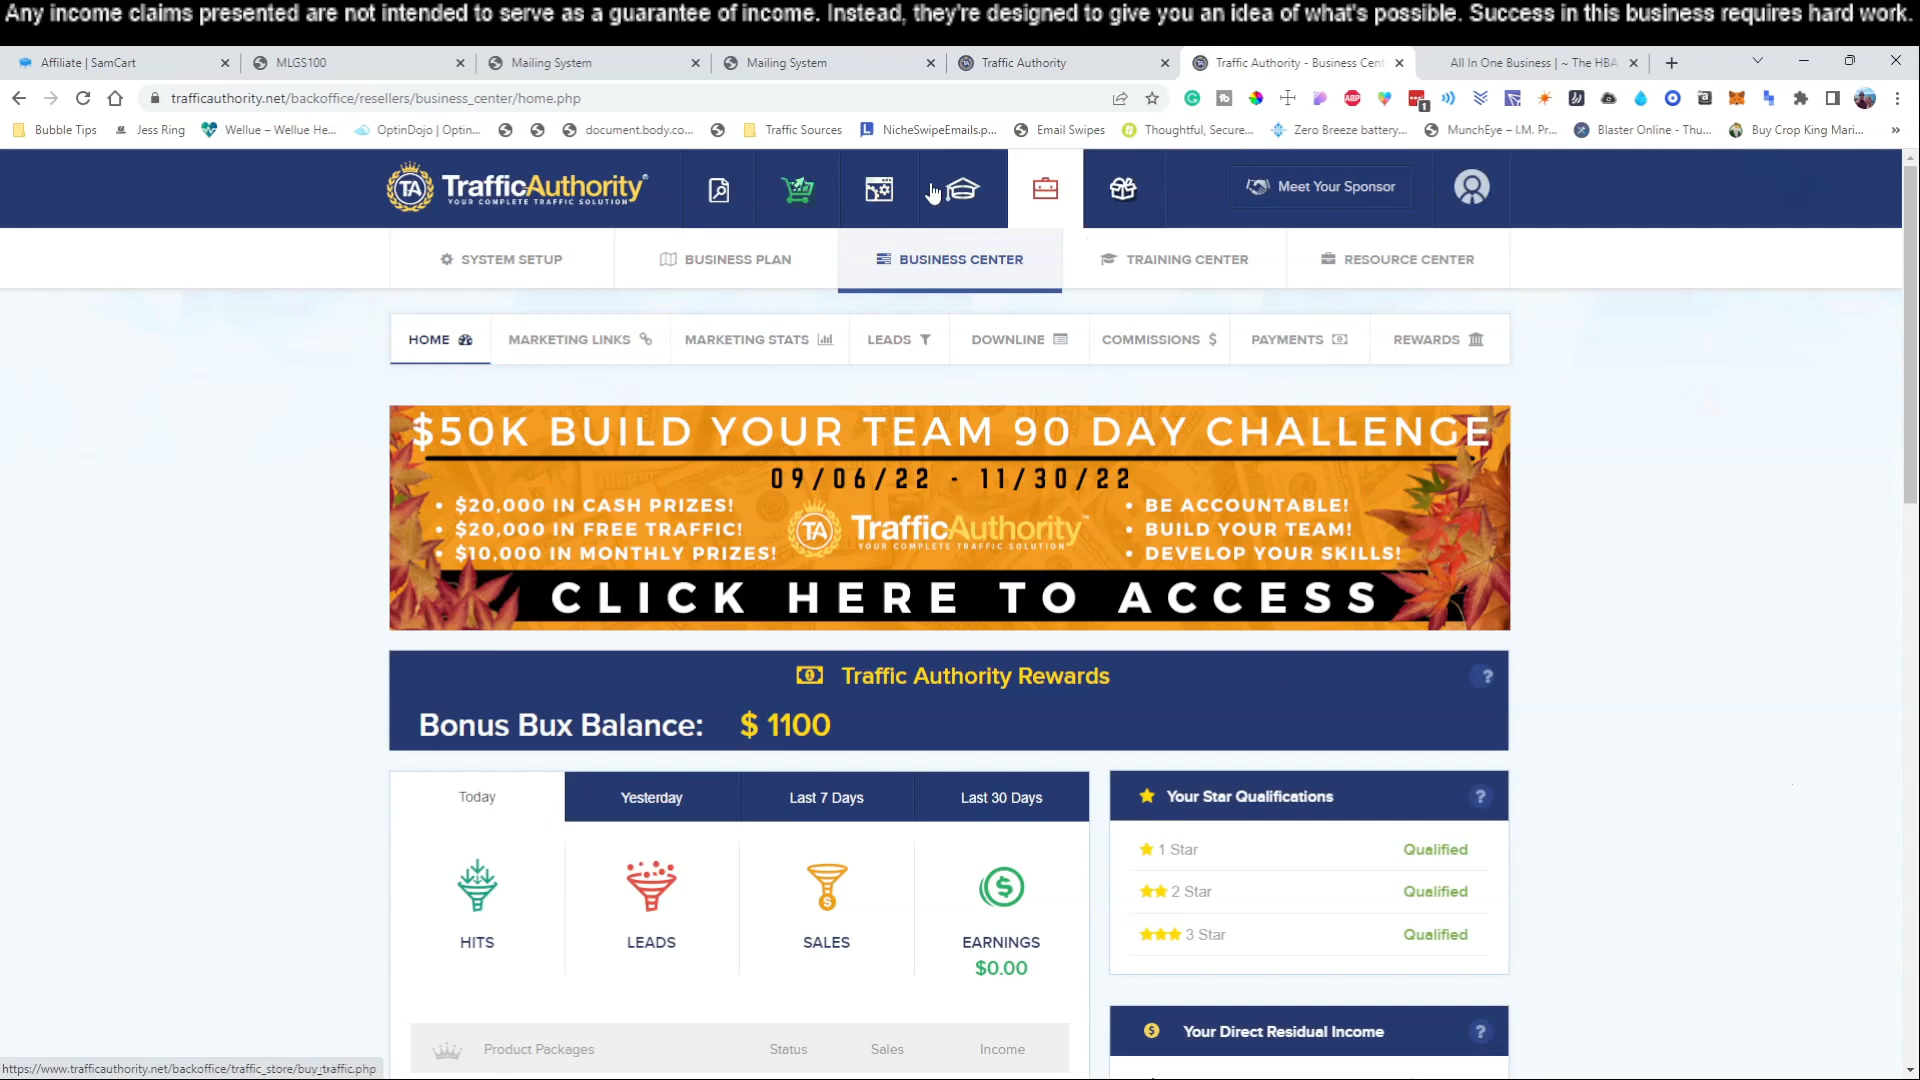 Any income claims presented are not intended to serve as a guarantee of income. Instead, they're designed to give you an idea of what's possible. Success in this business requires hard work.
Affiliate | SamCart
MLGS100
Mailing System
Mailing System
Traffic Authority
Traffic Authority - Business Cent
All In One Business | ~ The HBA
trafficauthority.net/backoffice/resellers/business_center/home.php
Bubble Tips
Jess Ring
Wellue – Wellue He...
OptinDojo | Optin...
document.body.co...
Traffic Sources
NicheSwipeEmails.p...
Email Swipes
Thoughtful, Secure...
Zero Breeze battery...
MunchEye – I.M. Pr...
Blaster Online - Thu...
Buy Crop King Mari...
TA TrafficAuthority
YOUR COMPLETE TRAFFIC SOLUTION
Meet Your Sponsor
SYSTEM SETUP
BUSINESS PLAN
BUSINESS CENTER
TRAINING CENTER
RESOURCE CENTER
HOME
MARKETING LINKS
MARKETING STATS
LEADS
DOWNLINE
COMMISSIONS
PAYMENTS
REWARDS
$50K BUILD YOUR TEAM 90 DAY CHALLENGE
09/06/22 - 11/30/22
• $20,000 IN CASH PRIZES!
• $20,000 IN FREE TRAFFIC!
• $10,000 IN MONTHLY PRIZES!
TA TrafficAuthority
YOUR COMPLETE TRAFFIC SOLUTION
• BE ACCOUNTABLE!
• BUILD YOUR TEAM!
• DEVELOP YOUR SKILLS!
CLICK HERE TO ACCESS
Traffic Authority Rewards
?
Bonus Bux Balance: $ 1100
Today
Yesterday
Last 7 Days
Last 30 Days
HITS
LEADS
SALES
EARNINGS
$0.00
Product Packages
Status
Sales
Income
Your Star Qualifications
?
1 Star Qualified
2 Star Qualified
3 Star Qualified
Your Direct Residual Income
?
https://www.trafficauthority.net/backoffice/traffic_store/buy_traffic.php